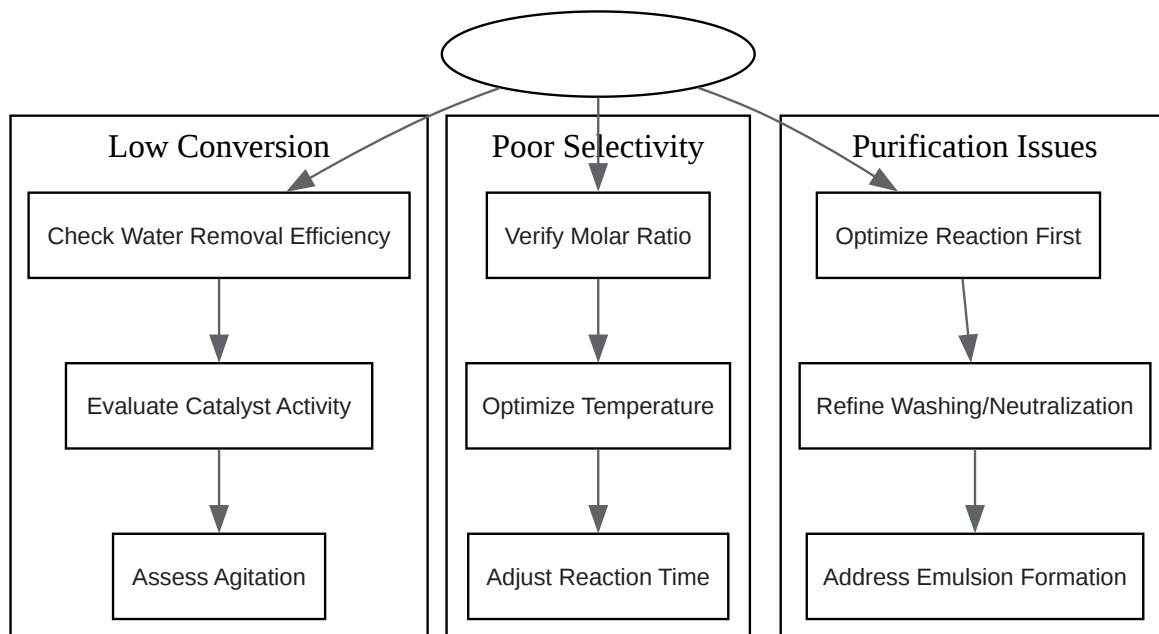 Low Conversion
Check Water Removal Efficiency
Evaluate Catalyst Activity
Assess Agitation
Poor Selectivity
Verify Molar Ratio
Optimize Temperature
Adjust Reaction Time
Purification Issues
Optimize Reaction First
Refine Washing/Neutralization
Address Emulsion Formation